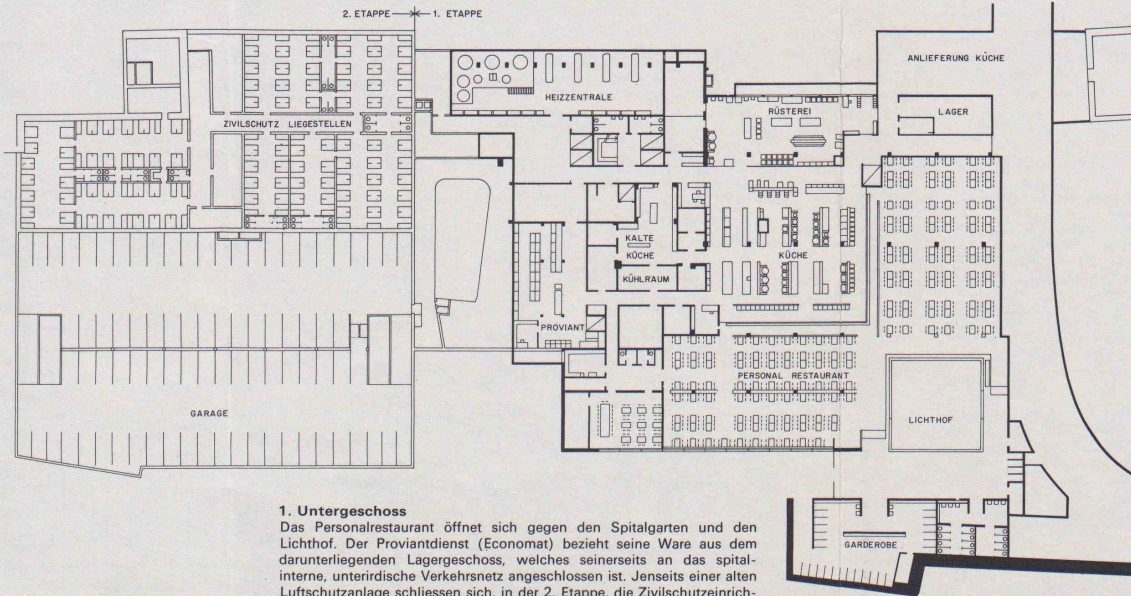 2. ETAPPE 1. ETAPPE
ANLIEFERUNG KÜCHE
HEIZZENTRALE
RÜSTEREI
LAGER
ZIVILSCHUTZ LIEGESTELLEN
KALTE
KÜCHE
KÜCHE
KÜHLRAUM
PROVIANT
PERSONAL RESTAURANT
GARAGE
LICHTHOF
GARDEROBE
1. Untergeschoss
Das Personalrestaurant öffnet sich gegen den Spitalgarten und den
Lichthof. Der Proviantdienst (Economat) bezieht seine Ware aus dem
darunterliegenden Lagergeschoss, welches seinerseits an das spital-
interne, unterirdische Verkehrsnetz angeschlossen ist. Jenseits einer alten
Luftschutzanlage schliessen sich, in der 2. Etappe, die Zivilschutzeinrich-